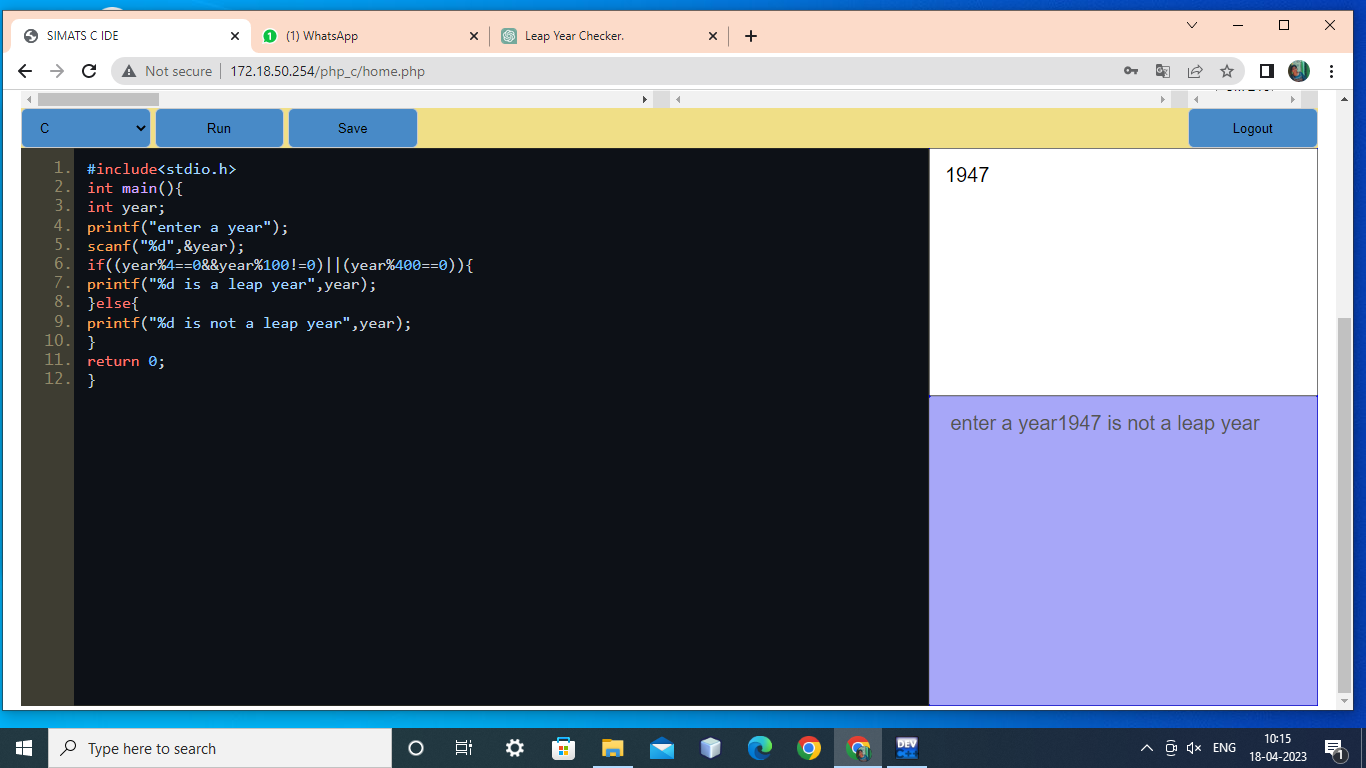 SIMATS C IDE
(1) WhatsApp
Leap Year Checker.
Not secure
172.18.50.254/php_c/home.php
C
Run
Save
Logout
1. #include<stdio.h>
2. int main(){
3. int year;
4. printf("enter a year");
5. scanf("%d",&year);
6. if((year%4==0&&year%100!=0)||(year%400==0)){
7. printf("%d is a leap year",year);
8. }else{
9. printf("%d is not a leap year",year);
10. }
11. return 0;
12. }
1947
enter a year1947 is not a leap year
Type here to search
DEV
C++
ENG
10:15
18-04-2023
1